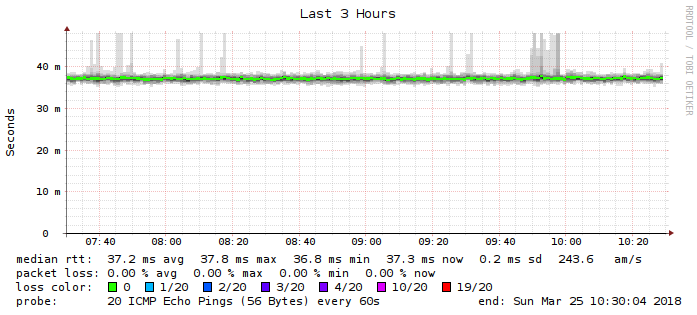 Last 3 Hours
RRDTOOL / TOBI OETIKER
Seconds
40 m
30 m
20 m
10 m
0
07:40 08:00 08:20 08:40 09:00 09:20 09:40 10:00 10:20
median rtt: 37.2 ms avg 37.8 ms max 36.8 ms min 37.3 ms now 0.2 ms sd 243.6 am/s
packet loss: 0.00 % avg 0.00 % max 0.00 % min 0.00 % now
loss color: 0 1/20 2/20 3/20 4/20 10/20 19/20
probe: 20 ICMP Echo Pings (56 Bytes) every 60s end: Sun Mar 25 10:30:04 2018